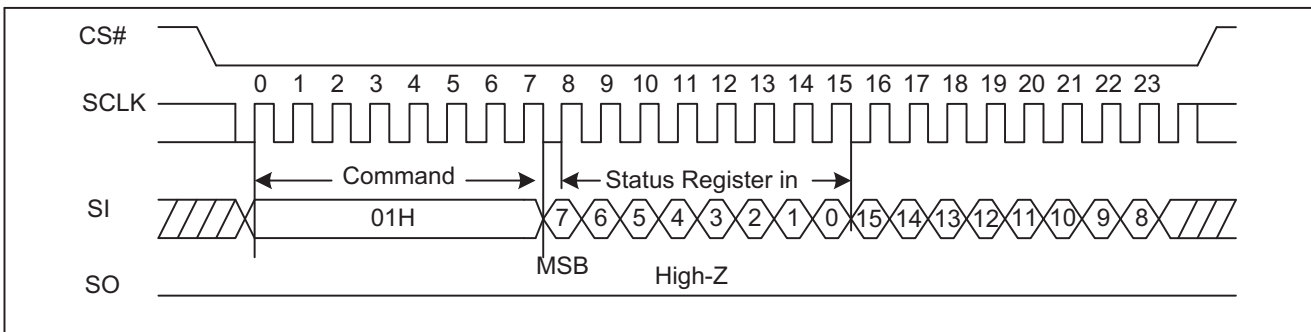 CS#
0 1 2 3 4 5 6 7 8 9 10 11 12 13 14 15 16 17 18 19 20 21 22 23
SCLK
Command
Status Register in
SI
01H
7 6 5 4 3 2 1 0 15 14 13 12 11 10 9 8
MSB
High-Z
SO